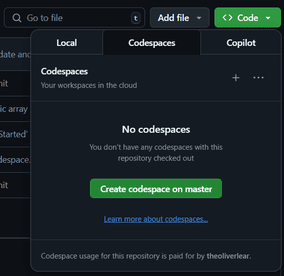 Go to file t Add file Code
Local Codespaces Copilot
date and
Codespaces
Your workspaces in the cloud
nit
ic array
No codespaces
Started'
You don't have any codespaces with this
repository checked out
despace.
nit
Create codespace on master
Learn more about codespaces...
Codespace usage for this repository is paid for by theoliverlear.